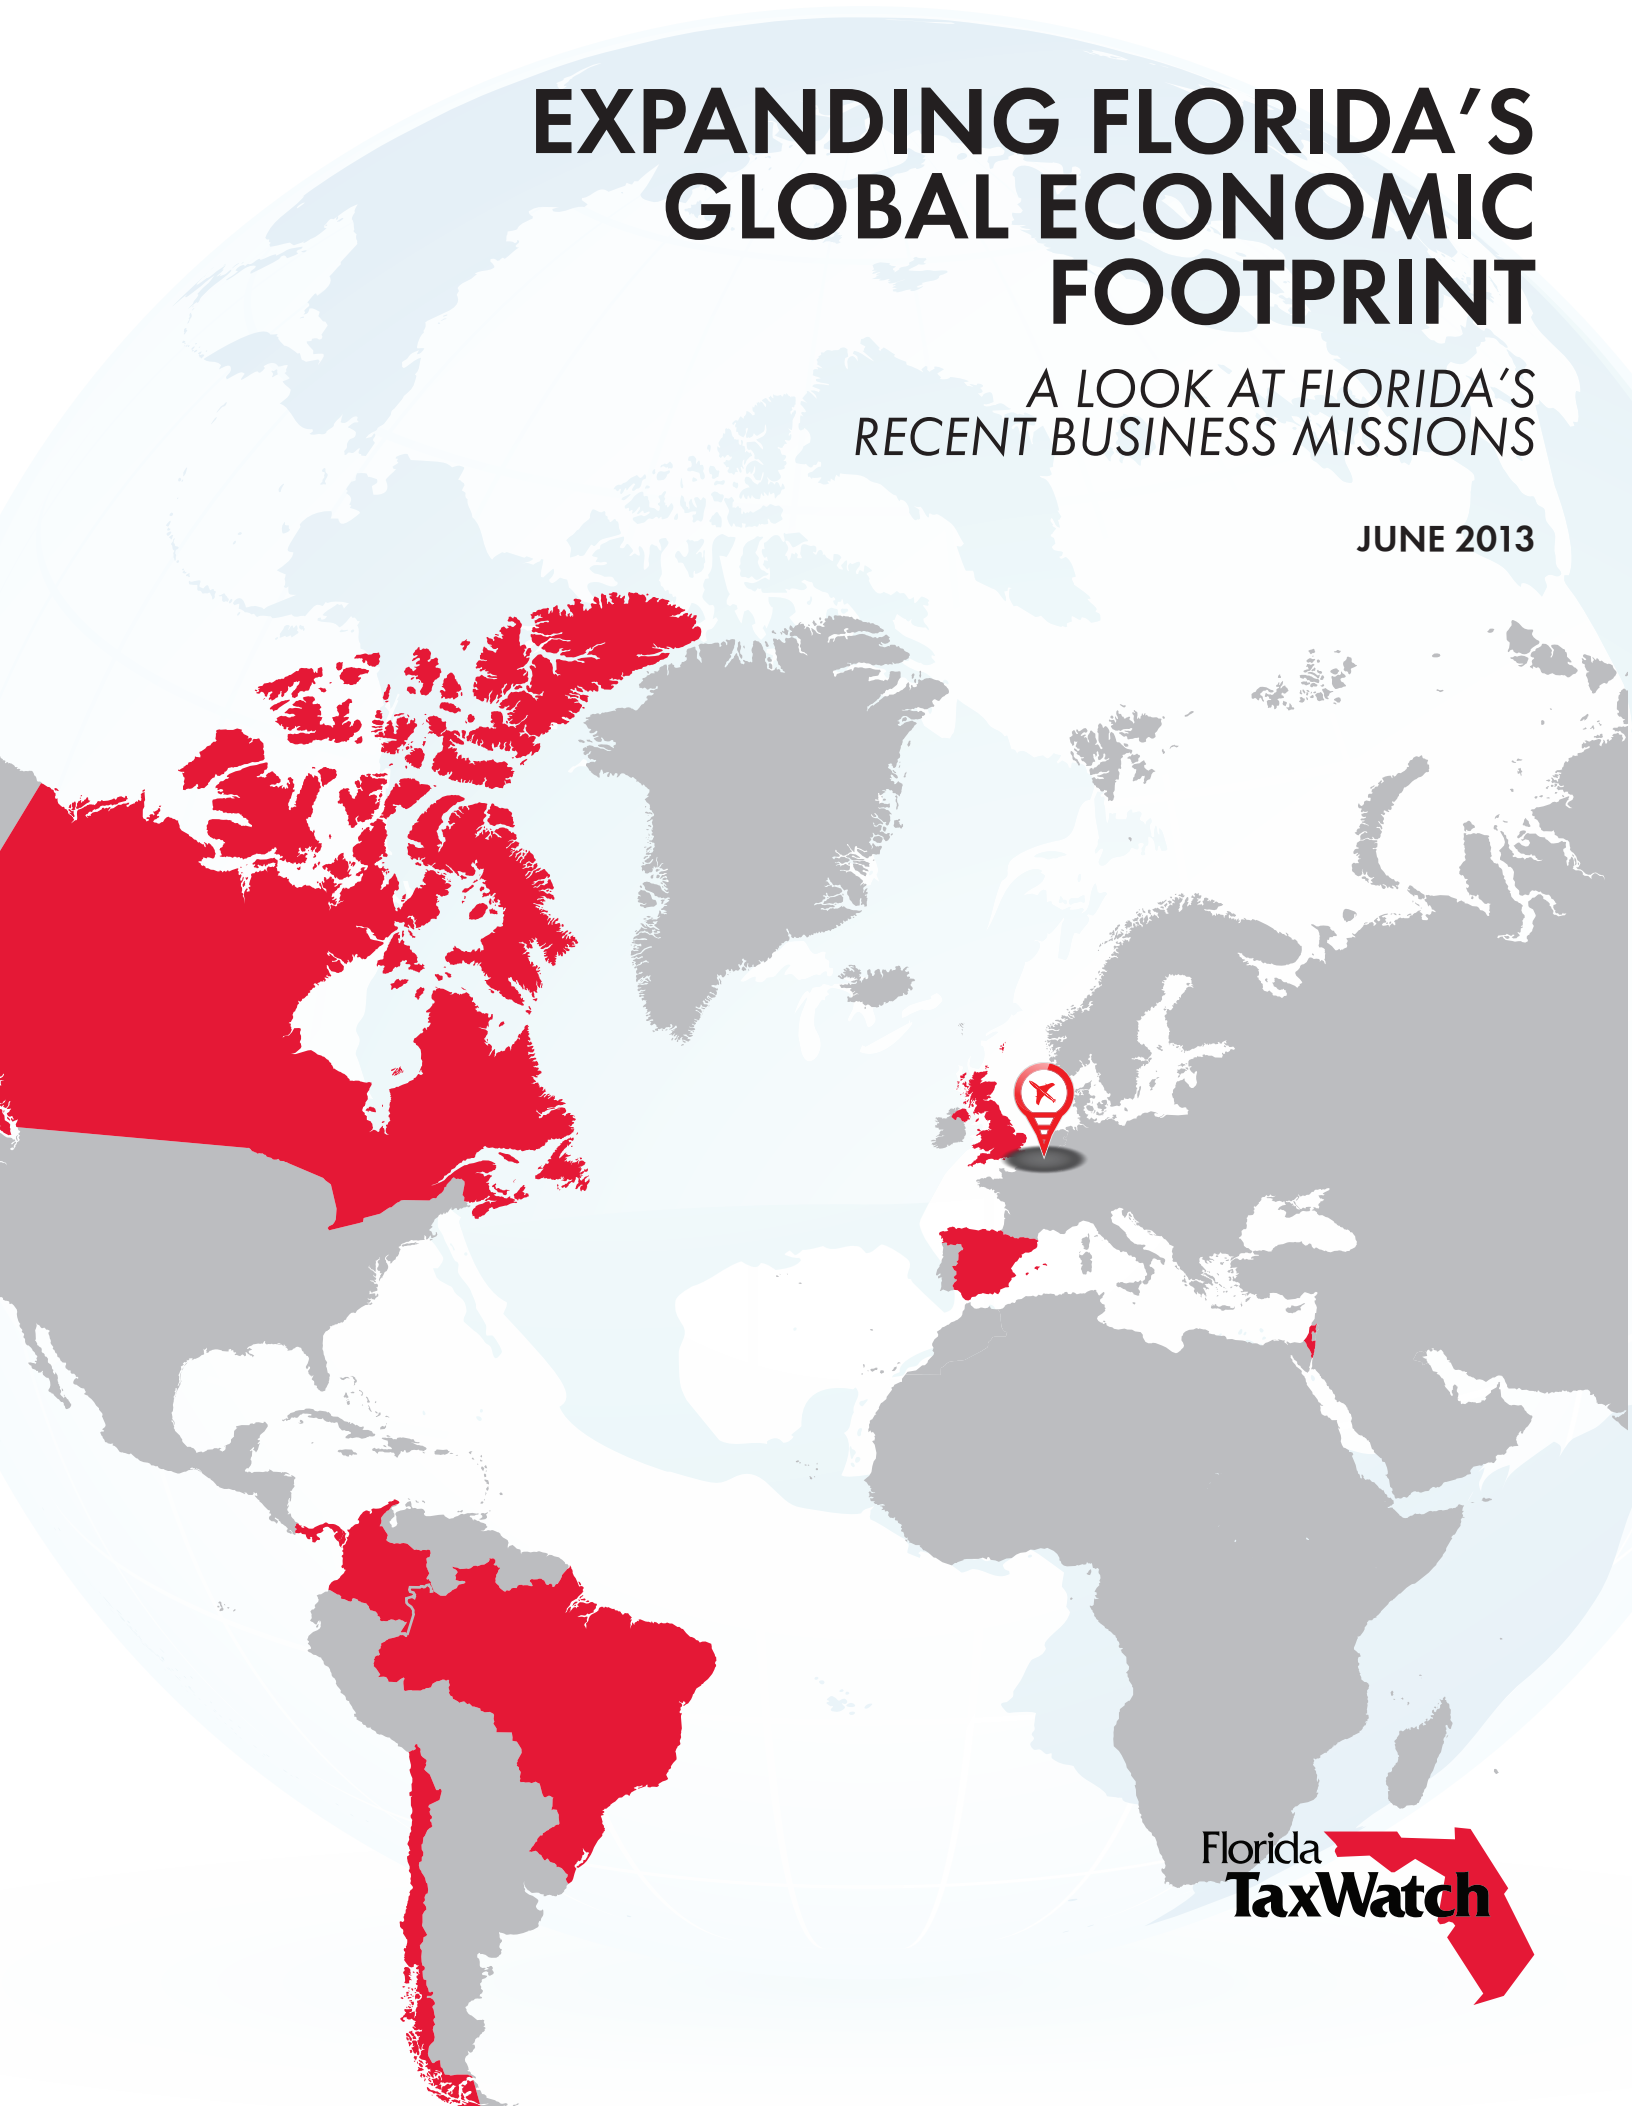 EXPANDING FLORIDA’S
GLOBAL ECONOMIC
FOOTPRINT
A LOOK AT FLORIDA’S
RECENT BUSINESS MISSIONS
JUNE 2013
Florida
TaxWatch